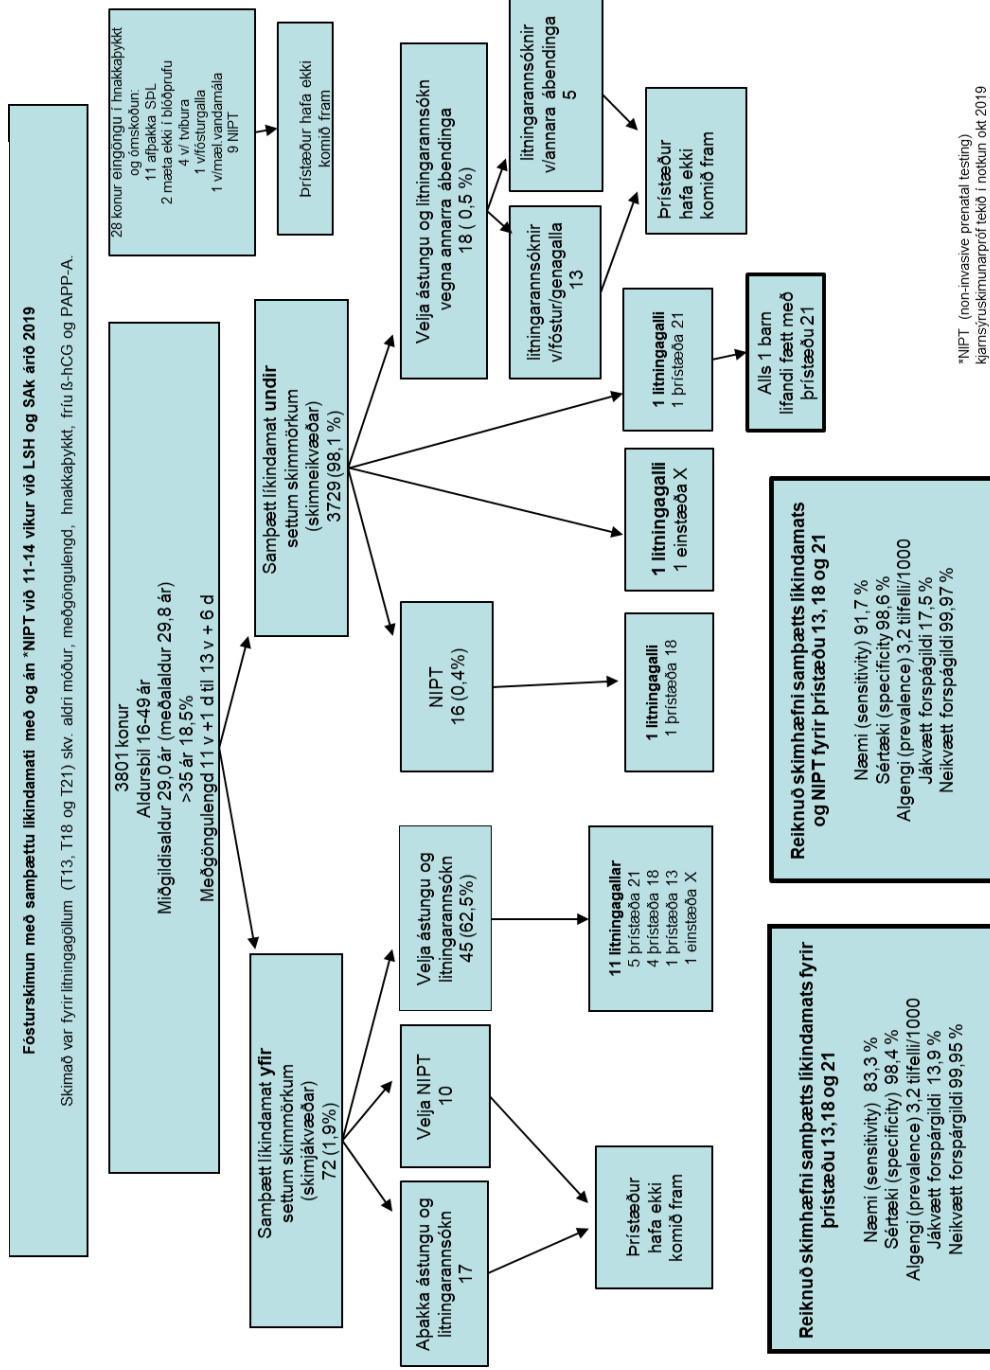 Fósturskimun með samþættu líkindamati með og án *NIPT við 11-14 vikur við LSH og SAk árið 2019
Skimað var fyrir litningagöllum (T13, T18 og T21) skv. aldri móður, meðgöngulengd, hnakkaþykkt, fríu ß-hCG og PAPP-A.
3801 konur
Aldursbil 16-49 ár
Miðgildisaldur 29,0 ár (meðalaldur 29,8 ár)
>35 ár 18,5%
Meðgöngulengd 11 v +1 d til 13 v + 6 d
28 konur eingöngu í hnakkaþykkt
og ómskoðun:
11 afþakka SÞL
2 mæta ekki í blóðprufu
4 v/ tvíbura
1 v/fósturgalla
1 v/mæl.vandamála
9 NIPT
Þrístæður hafa ekki
komið fram
Samþætt líkindamat yfir
settum skimmörkum
(skimjákvæðar)
72 (1,9%)
Samþætt líkindamat undir
settum skimmörkum
(skimneikvæðar)
3729 (98,1 %)
Aþakka ástungu og
litningarannsókn
17
Velja NIPT
10
Velja ástungu og
litningarannsókn
45 (62,5%)
NIPT
16 (0,4%)
Velja ástungu og litningarannsókn
vegna annarra ábendinga
18 ( 0,5 %)
litningarannsóknir
v/fóstur/genagalla
13
litningarannsóknir
v/annara ábendinga
5
Þrístæður
hafa ekki
komið fram
11 litningagallar
5 þrístæða 21
4 þrístæða 18
1 þrístæða 13
1 einstæða X
1 litningagalli
1 þrístæða 18
1 litningagalli
1 einstæða X
1 litningagalli
1 þrístæða 21
Þrístæður
hafa ekki
komið fram
Alls 1 barn
lifandi fætt með
þrístæðu 21
Reiknuð skimhæfni samþætts líkindamats fyrir
þrístæðu 13,18 og 21
Næmi (sensitivity) 83,3 %
Sértæki (specificity) 98,4 %
Algengi (prevalence) 3,2 tilfelli/1000
Jákvætt forspárgildi 13,9 %
Neikvætt forspárgildi 99,95 %
Reiknuð skimhæfni samþætts líkindamats
og NIPT fyrir þrístæðu 13, 18 og 21
Næmi (sensitivity) 91,7 %
Sértæki (specificity 98,6 %
Algengi (prevalence) 3,2 tilfelli/1000
Jákvætt forspágildi 17,5 %
Neikvætt forspágildi 99,97 %
*NIPT (non-invasive prenatal testing)
kjarnsýruskimunarpróf tekið í notkun okt 2019